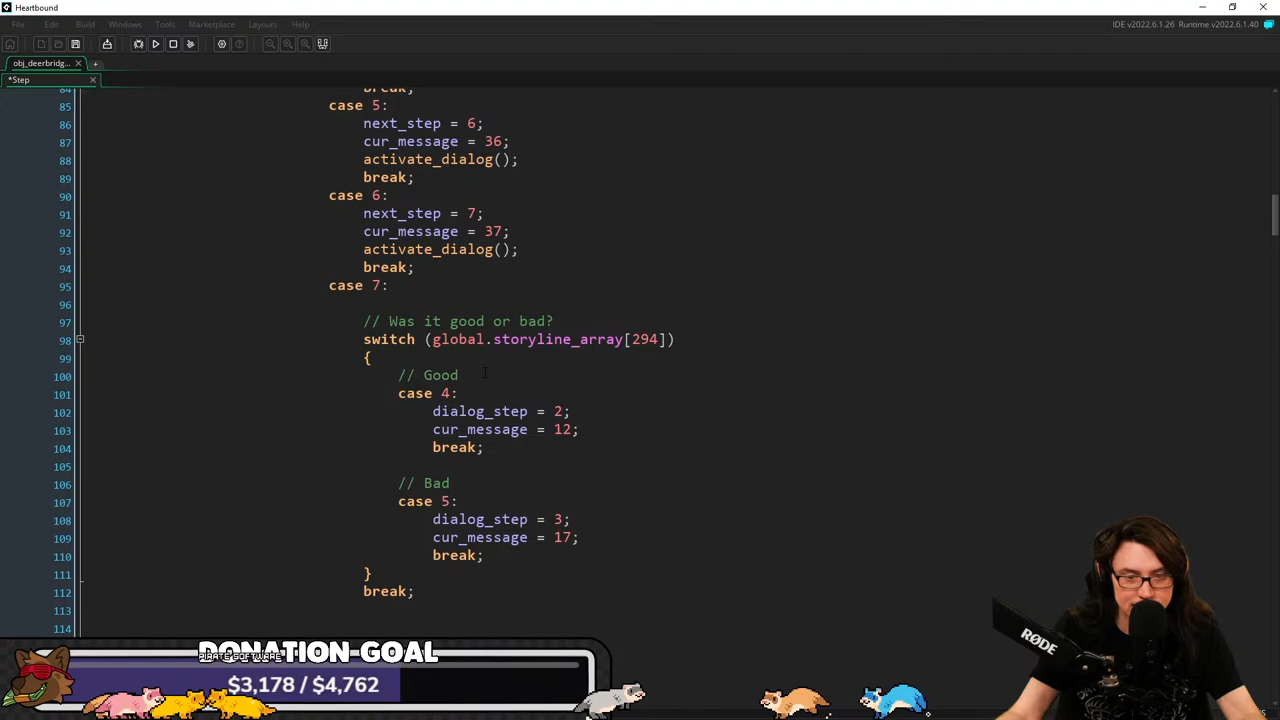 Heartbound
File Edit Build Windows Tools Marketplace Layouts Help
IDE v2022.6.1.26 Runtime v2022.6.1.40
obj_deerbridg...
*Step
84 break;
85 case 5:
86 next_step = 6;
87 cur_message = 36;
88 activate_dialog();
89 break;
90 case 6:
91 next_step = 7;
92 cur_message = 37;
93 activate_dialog();
94 break;
95 case 7:
96
97 // Was it good or bad?
98 switch (global.storyline_array[294])
99 {
100 // Good
101 case 4:
102 dialog_step = 2;
103 cur_message = 12;
104 break;
105
106 // Bad
107 case 5:
108 dialog_step = 3;
109 cur_message = 17;
110 break;
111 }
112 break;
113
114
RØDE
DONATION GOAL
PIRATE SOFTWARE
$3,178 / $4,762